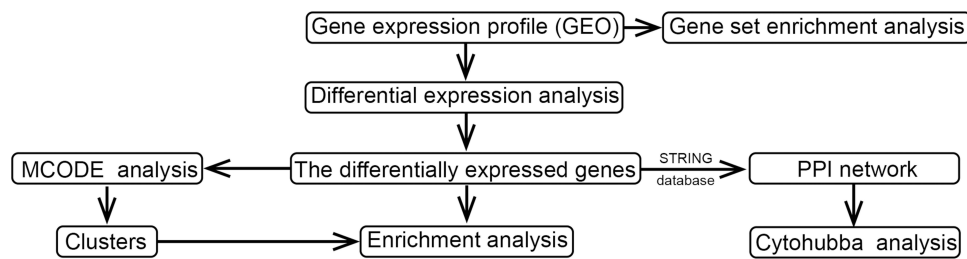 Gene expression profile (GEO)
Gene set enrichment analysis
Differential expression analysis
MCODE analysis
The differentially expressed genes
STRING
database
PPI network
Clusters
Enrichment analysis
Cytohubba analysis